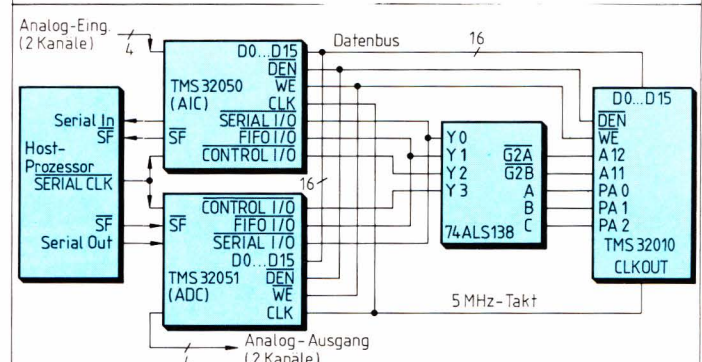 Analog-Eing.
(2 Kanäle)
4
Datenbus
16
D0...D15
DEN
WE
TMS 32050
(AIC)
CLK
SERIAL I/O
SF
FIFO I/O
CONTROL I/O
Serial In
SF
Host-
Prozessor
SERIAL CLK
SF
Serial Out
16
CONTROL I/O
SF
FIFO I/O
SERIAL I/O
D0...D15
TMS 32051
(ADC)
DEN
WE
CLK
Y0
Y1
Y2
Y3
G2A
G2B
A
B
C
74ALS138
D0...D15
DEN
WE
A12
A11
PA0
PA1
PA2
TMS 32010
CLKOUT
5 MHz-Takt
Analog-Ausgang
(2 Kanäle)